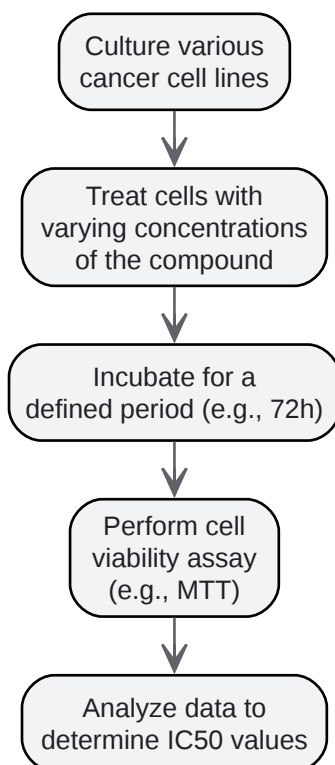 Culture various
cancer cell lines
Treat cells with
varying concentrations
of the compound
Incubate for a
defined period (e.g., 72h)
Perform cell
viability assay
(e.g., MTT)
Analyze data to
determine IC50 values